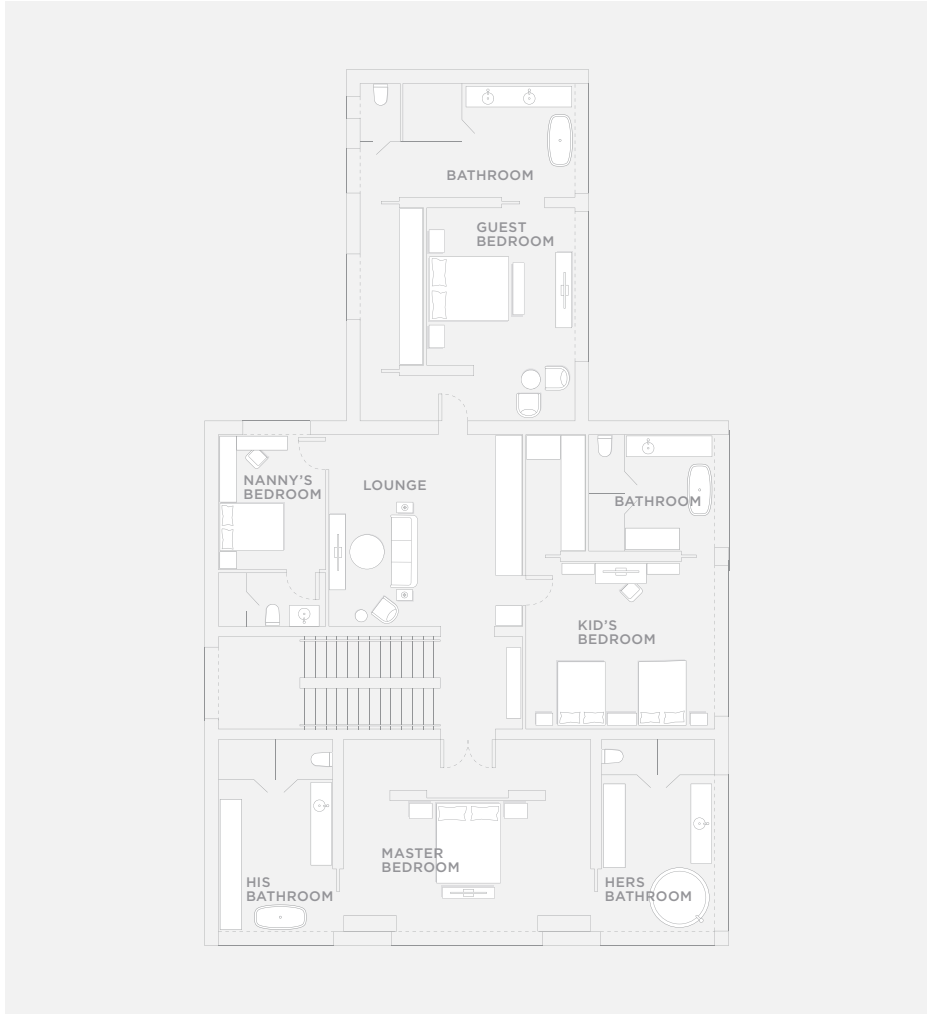 BATHROOM
GUEST
BEDROOM
NANNY'S
BEDROOM
LOUNGE
BATHROOM
KID'S
BEDROOM
MASTER
BEDROOM
HIS
BATHROOM
HERS
BATHROOM